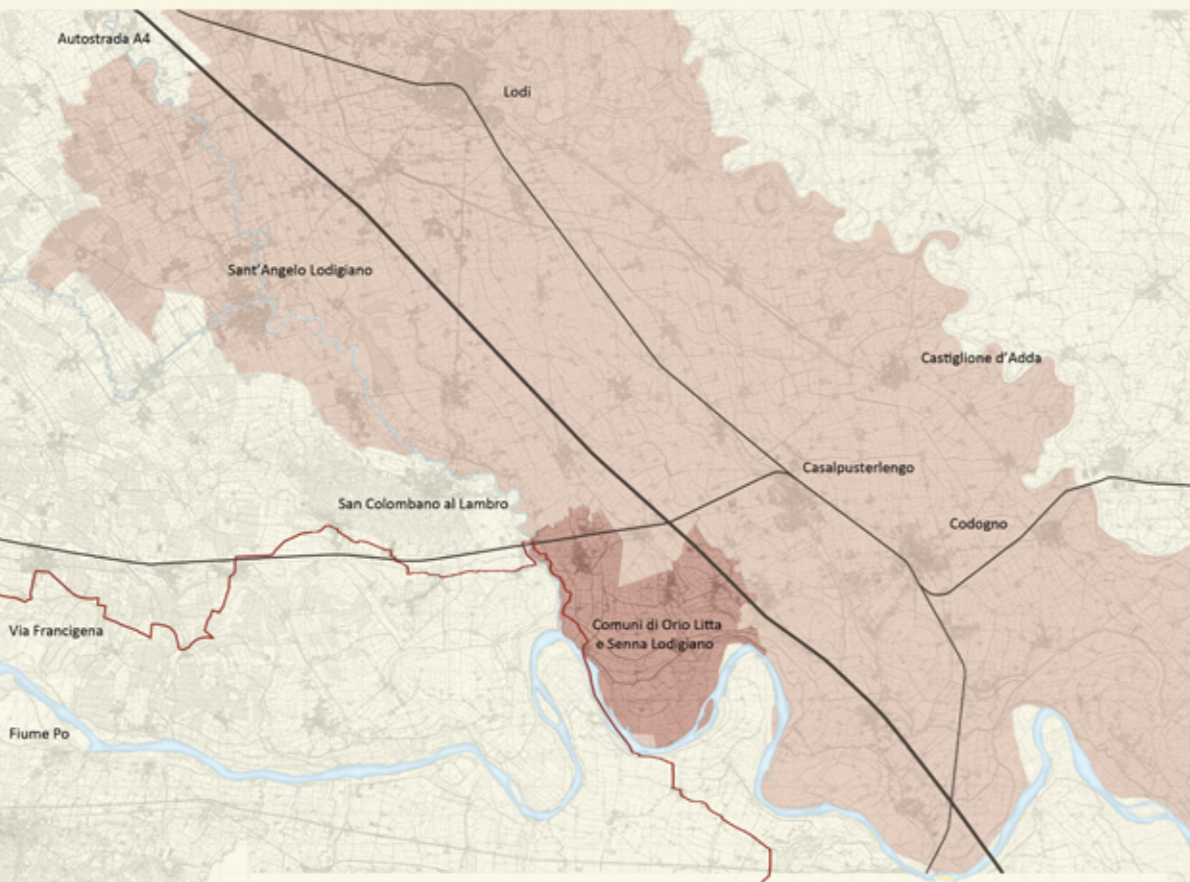 Autostrada A4
Lodi
Sant'Angelo Lodigiano
Castiglione d'Adda
Casalpusterlengo
San Colombano al Lambro
Codogno
Via Francigena
Comuni di Orio Litta
e Senna Lodigiano
Fiume Po